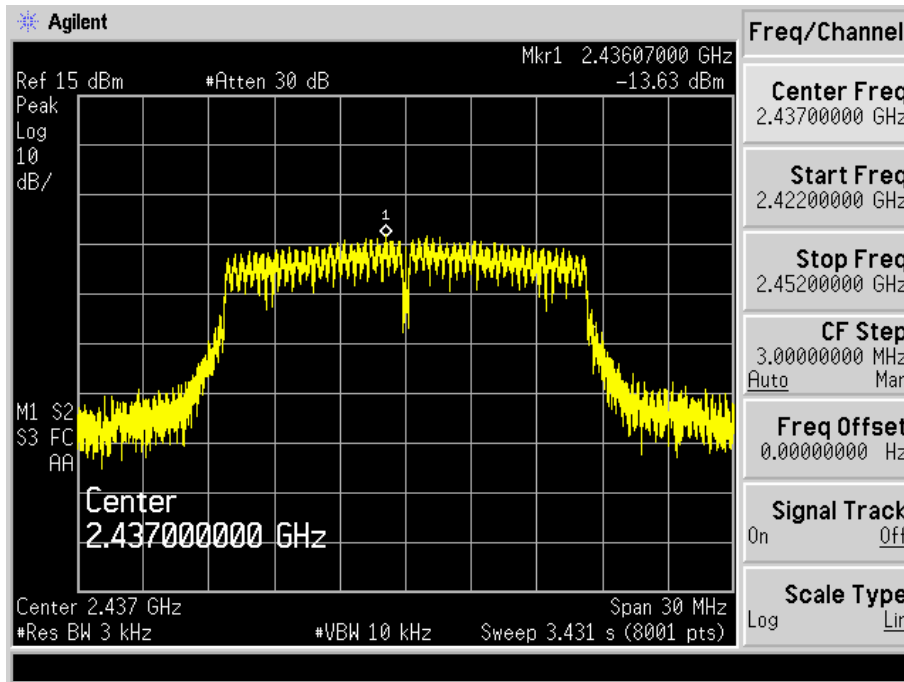 Agilent
Freq/Channel
Mkr1 2.43607000 GHz
Ref 15 dBm #Atten 30 dB -13.63 dBm
Peak
Log
10
dB/
1
M1 S2
S3 FC
AA
Center
2.437000000 GHz
Center 2.437 GHz Span 30 MHz
#Res BW 3 kHz #VBW 10 kHz Sweep 3.431 s (8001 pts)
Center Freq
2.43700000 GHz
Start Freq
2.42200000 GHz
Stop Freq
2.45200000 GHz
CF Step
3.00000000 MHz
Auto Man
Freq Offset
0.00000000 Hz
Signal Track
On Off
Scale Type
Log Lin